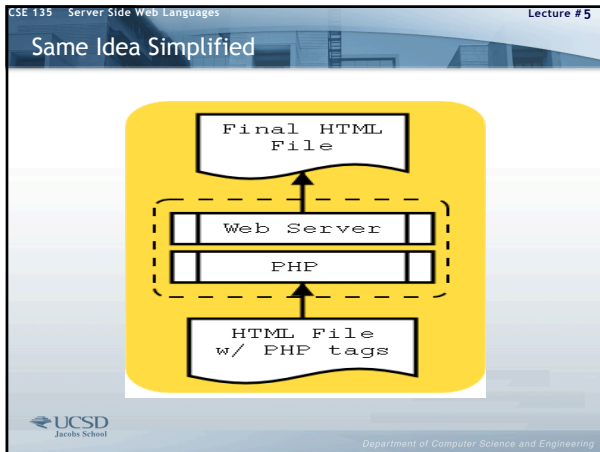 CSE 135 Server Side Web Languages Lecture # 5
Same Idea Simplified
Final HTML
File
Web Server
PHP
HTML File
w/ PHP tags
UCSD
Jacobs School
Department of Computer Science and Engineering